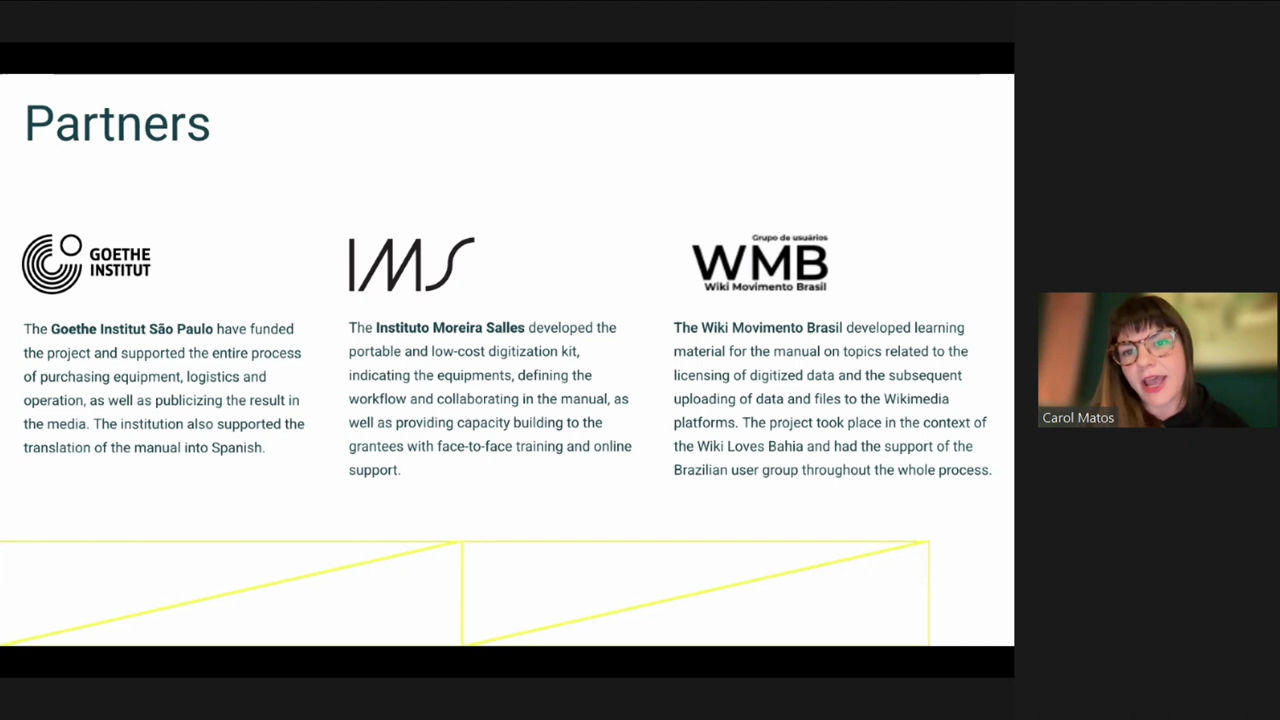 Partners
GOETHE
INSTITUT
The Goethe Institut São Paulo have funded
the project and supported the entire process
of purchasing equipment, logistics and
operation, as well as publicizing the result in
the media. The institution also supported the
translation of the manual into Spanish.
IMS
The Instituto Moreira Salles developed the
portable and low-cost digitization kit,
indicating the equipments, defining the
workflow and collaborating in the manual, as
well as providing capacity building to the
grantees with face-to-face training and online
support.
Grupo de usuários
WMB
Wiki Movimento Brasil
The Wiki Movimento Brasil developed learning
material for the manual on topics related to the
licensing of digitized data and the subsequent
uploading of data and files to the Wikimedia
platforms. The project took place in the context of
the Wiki Loves Bahia and had the support of the
Brazilian user group throughout the whole process.
Carol Matos